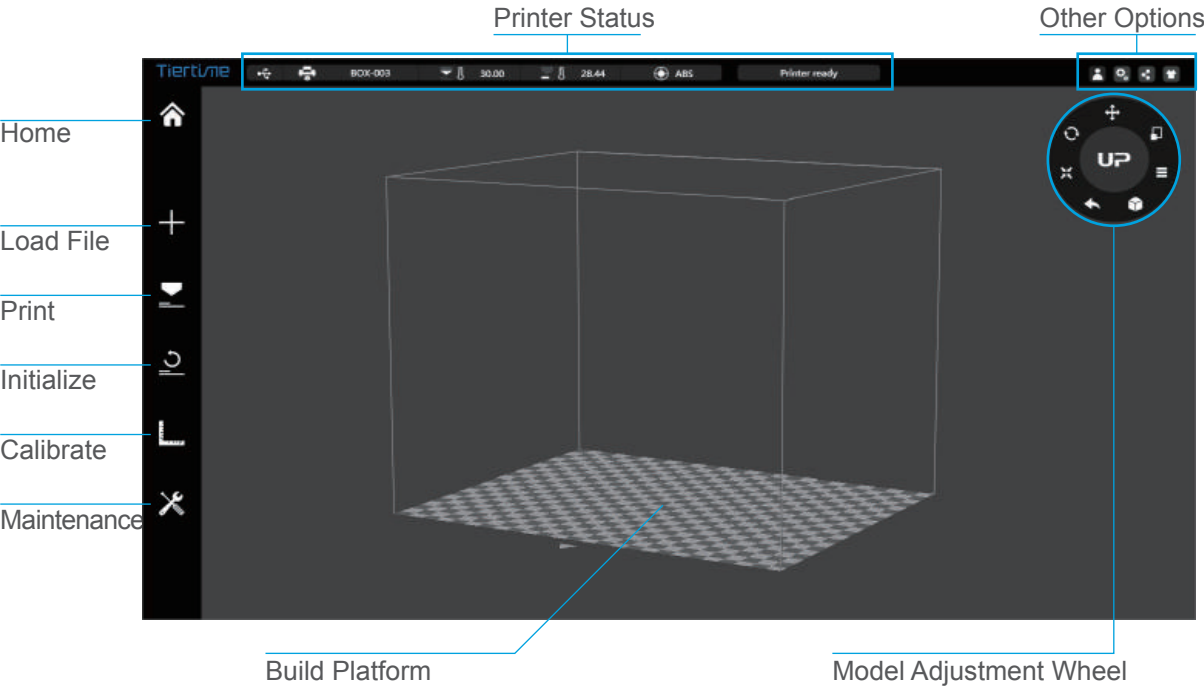 Printer Status
Other Options
Tiertime
BOX-003
30.00
28.44
ABS
Printer ready
UP
Home
Load File
Print
Initialize
Calibrate
Maintenance
Build Platform
Model Adjustment Wheel